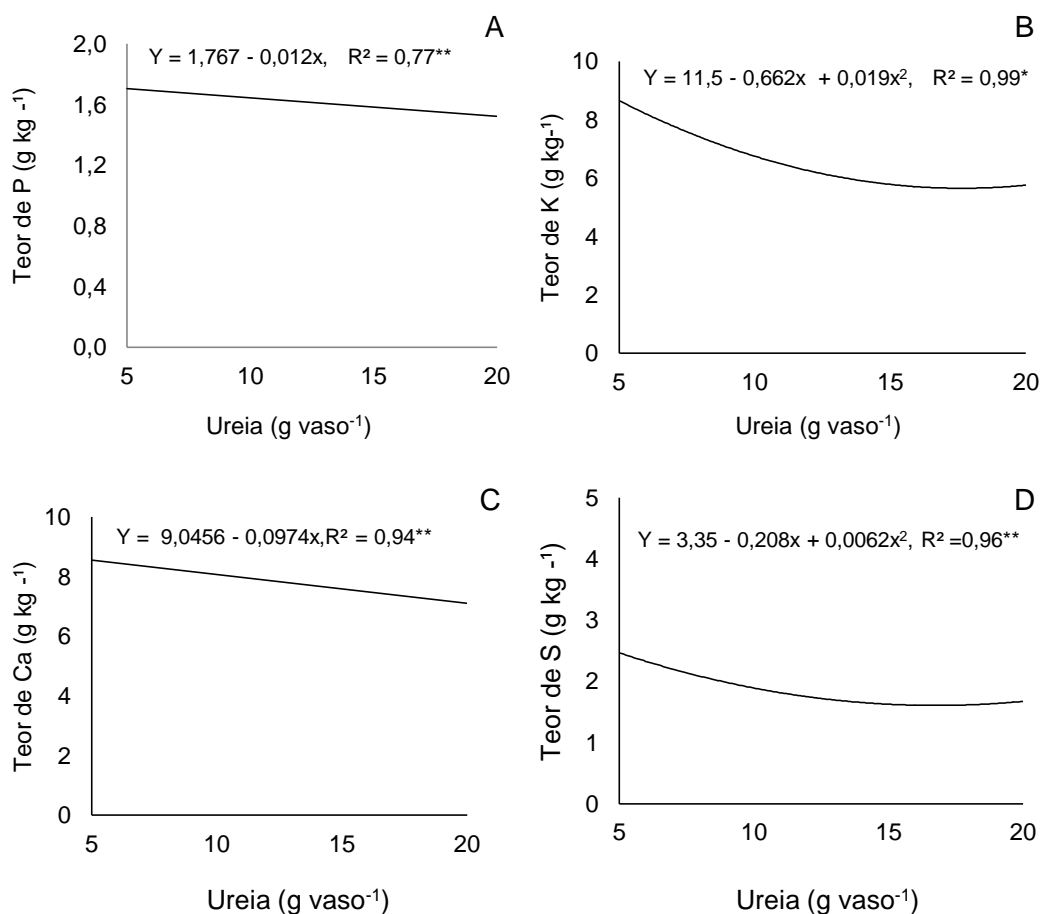 A
Y = 1,767 - 0,012x, R² = 0,77**
Teor de P (g kg -1)
2,0
1,6
1,2
0,8
0,4
0,0
5 10 15 20
Ureia (g vaso-1)
B
Y = 11,5 - 0,662x + 0,019x², R² = 0,99*
Teor de K (g kg-1)
10
8
6
4
2
0
5 10 15 20
Ureia (g vaso-1)
C
Y = 9,0456 - 0,0974x,R² = 0,94**
Teor de Ca (g kg -1)
10
8
6
4
2
0
5 10 15 20
Ureia (g vaso-1)
D
Y = 3,35 - 0,208x + 0,0062x², R² =0,96**
Teor de S (g kg -1)
5
4
3
2
1
0
5 10 15 20
Ureia (g vaso-1)